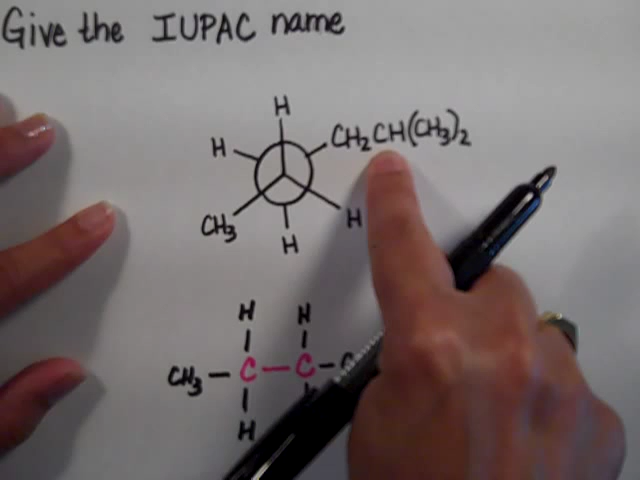 Give the IUPAC name
H
H CH₂CH(CH₃)₂
CH₃ H
H
H H
CH₃ – C – C –
H